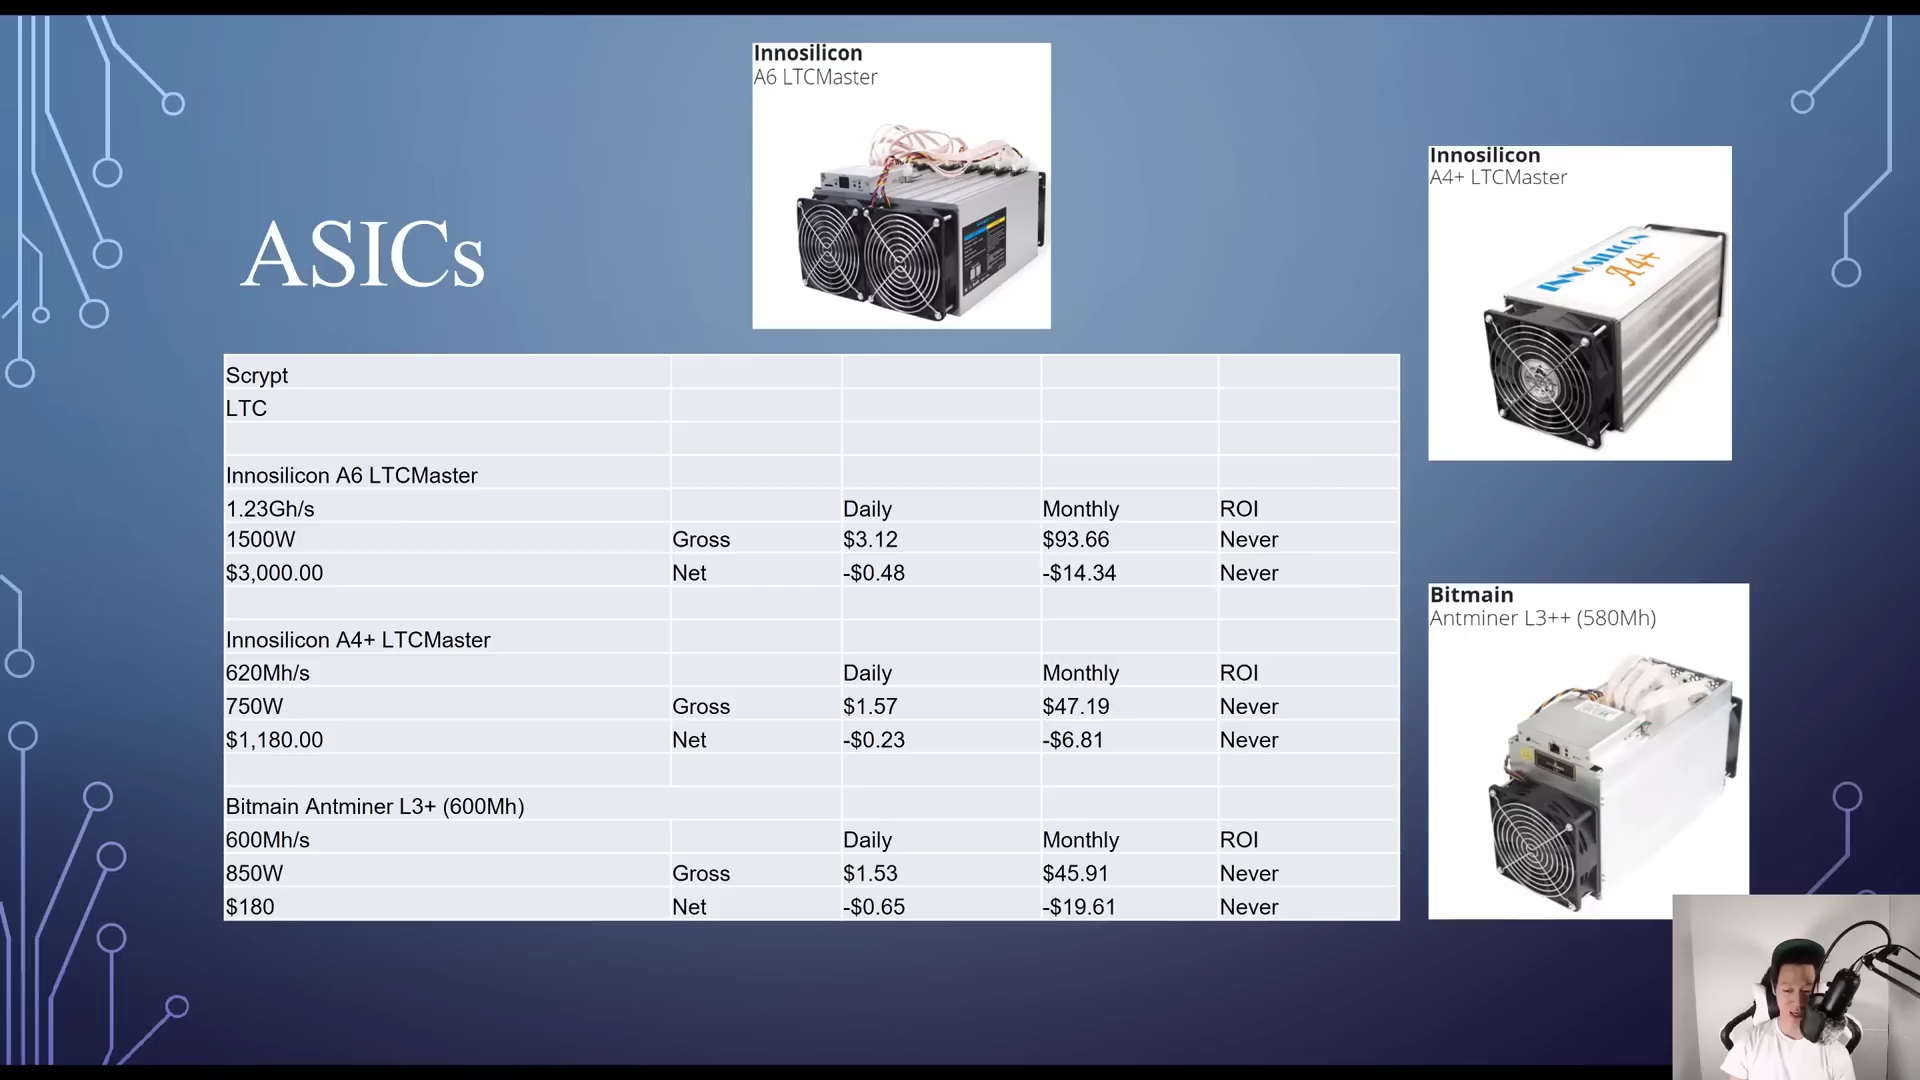 Innosilicon
A6 LTCMaster
Innosilicon
A4+ LTCMaster
INNOSILICON
A4+
ASICs
Scrypt
LTC
Innosilicon A6 LTCMaster
1.23Gh/s Daily Monthly ROI
1500W Gross $3.12 $93.66 Never
$3,000.00 Net -$0.48 -$14.34 Never
Innosilicon A4+ LTCMaster
620Mh/s Daily Monthly ROI
750W Gross $1.57 $47.19 Never
$1,180.00 Net -$0.23 -$6.81 Never
Bitmain Antminer L3+ (600Mh)
600Mh/s Daily Monthly ROI
850W Gross $1.53 $45.91 Never
$180 Net -$0.65 -$19.61 Never
Bitmain
Antminer L3++ (580Mh)